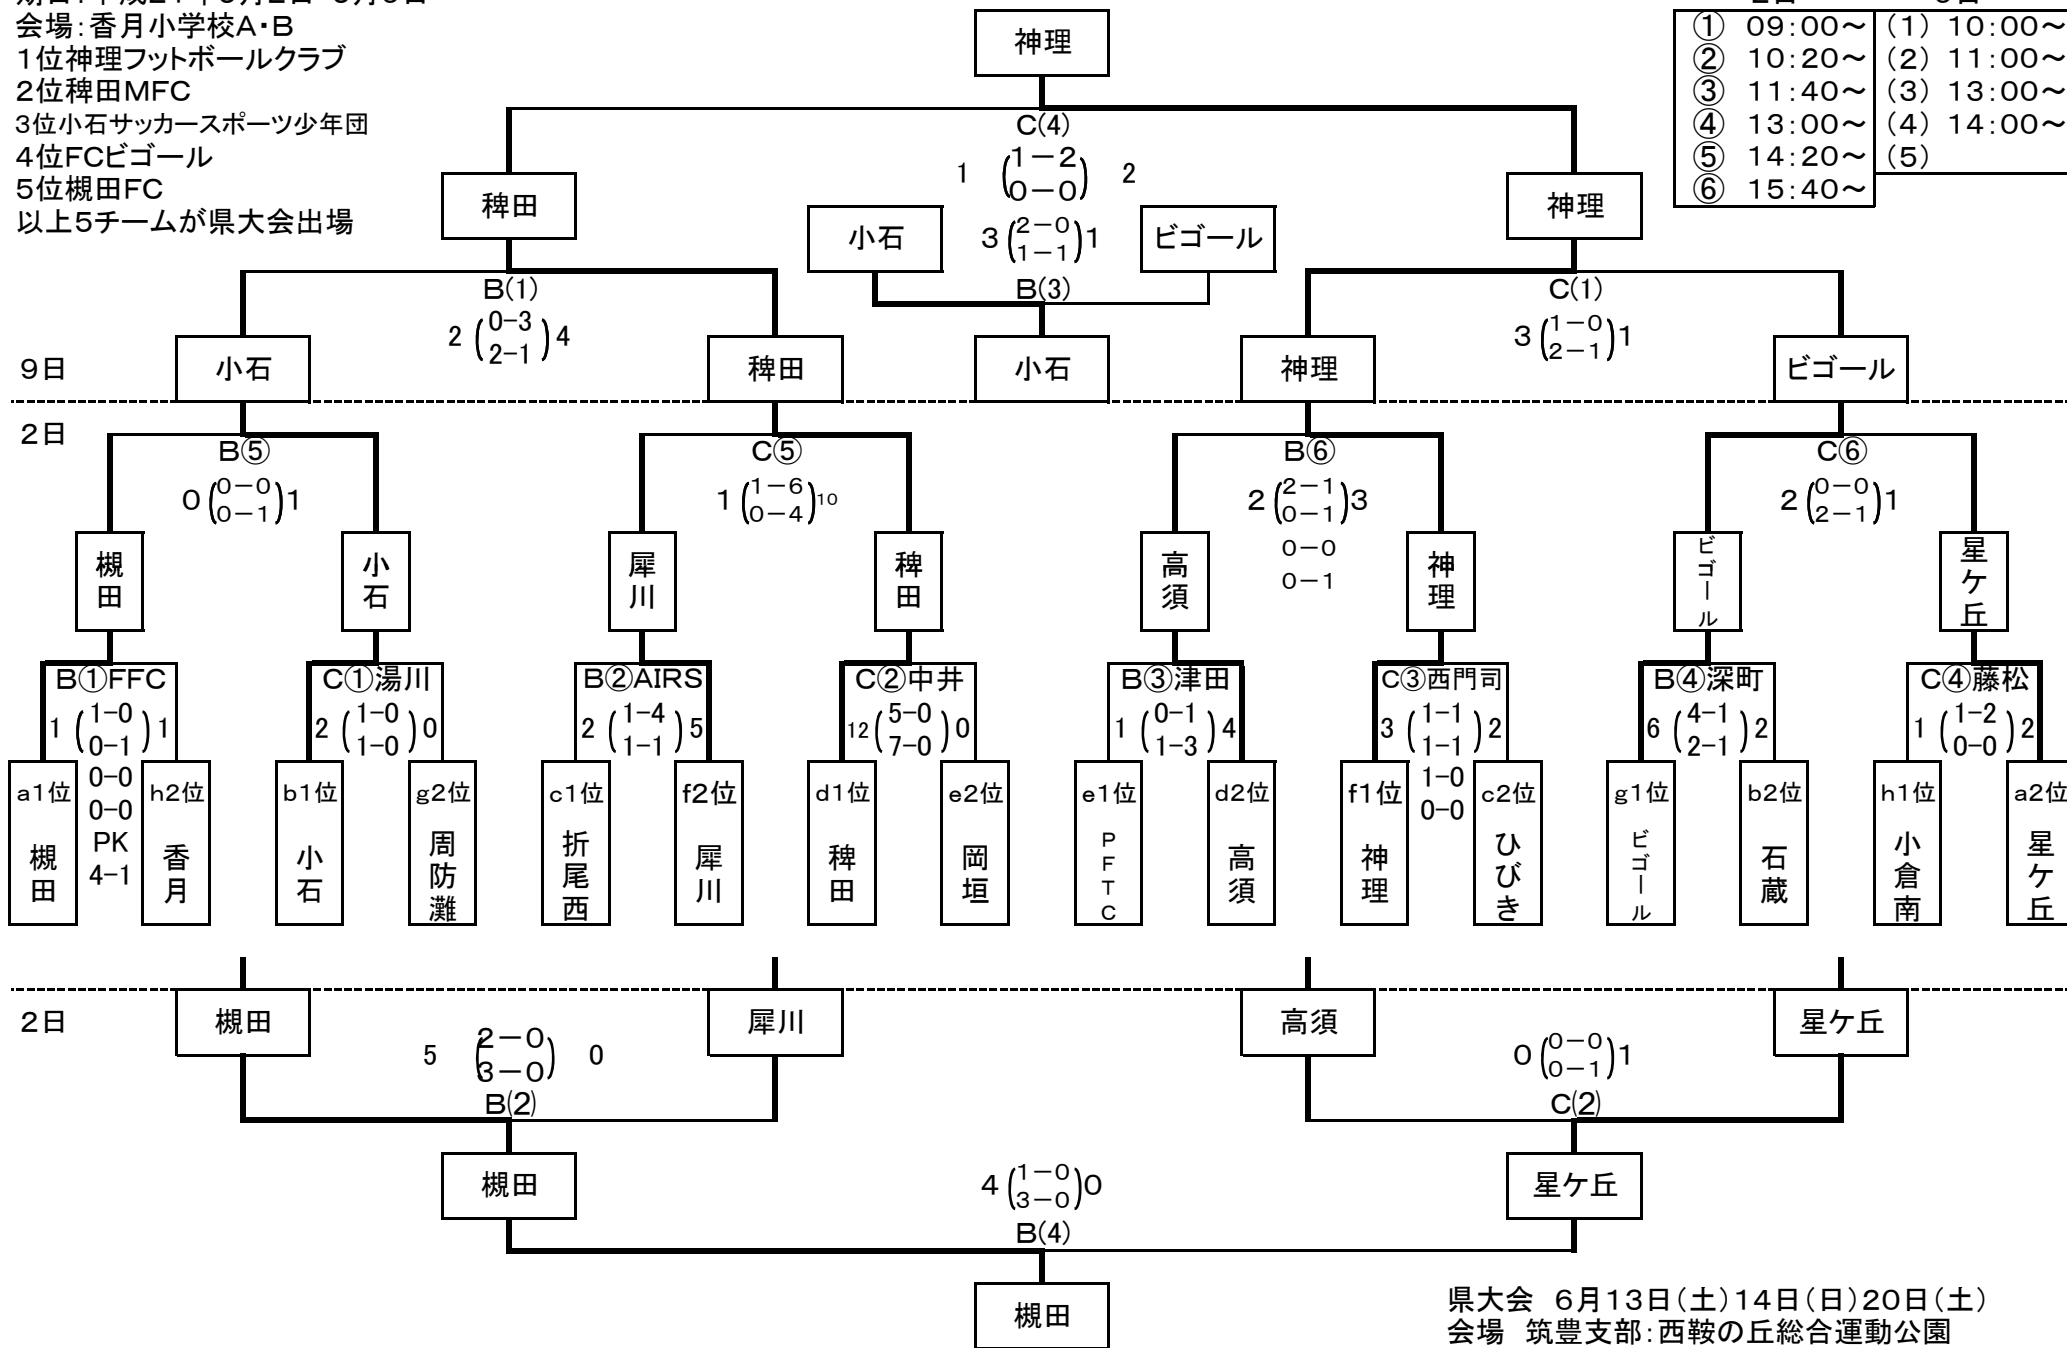 会場：香月小学校A・B
1位神理フットボールクラブ
2位稗田MFC
3位小石サッカースポーツ少年団
4位FCビゴール
5位槻田FC
以上5チームが県大会出場
① 09:00～ (1) 10:00～
② 10:20～ (2) 11:00～
③ 11:40～ (3) 13:00～
④ 13:00～ (4) 14:00～
⑤ 14:20～ (5)
⑥ 15:40～
神理
C(4)
1 (1－2 0－0) 2
稗田
神理
小石
3 (2－0 1－1) 1
ビゴール
B(3)
B(1)
2 (0-3 2-1) 4
C(1)
3 (1－0 2－1) 1
9日
小石
稗田
小石
神理
ビゴール
2日
B⑤
0 (0－0 0－1) 1
C⑤
1 (1－6 0－4) 10
B⑥
2 (2－1 0－1) 3
0－0
0－1
C⑥
2 (0－0 2－1) 1
槻田
小石
犀川
稗田
高須
神理
ビゴール
星ケ丘
B①FFC
1 (1-0 0-1) 1
0-0
0-0
PK
4-1
C①湯川
2 (1-0 1-0) 0
B②AIRS
2 (1-4 1-1) 5
C②中井
12 (5-0 7-0) 0
B③津田
1 (0-1 1-3) 4
C③西門司
3 (1-1 1-1) 2
1-0
0-0
B④深町
6 (4-1 2-1) 2
C④藤松
1 (1-2 0-0) 2
a1位 槻田
h2位 香月
b1位 小石
g2位 周防灘
c1位 折尾西
f2位 犀川
d1位 稗田
e2位 岡垣
e1位 PFTC
d2位 高須
f1位 神理
c2位 ひびき
g1位 ビゴール
b2位 石蔵
h1位 小倉南
a2位 星ケ丘
2日
槻田
5 (2－0 3－0) 0
B(2)
犀川
高須
0 (0－0 0－1) 1
C(2)
星ケ丘
槻田
4 (1－0 3－0) 0
B(4)
星ケ丘
槻田
県大会 6月13日(土)14日(日)20日(土)
会場 筑豊支部：西鞍の丘総合運動公園